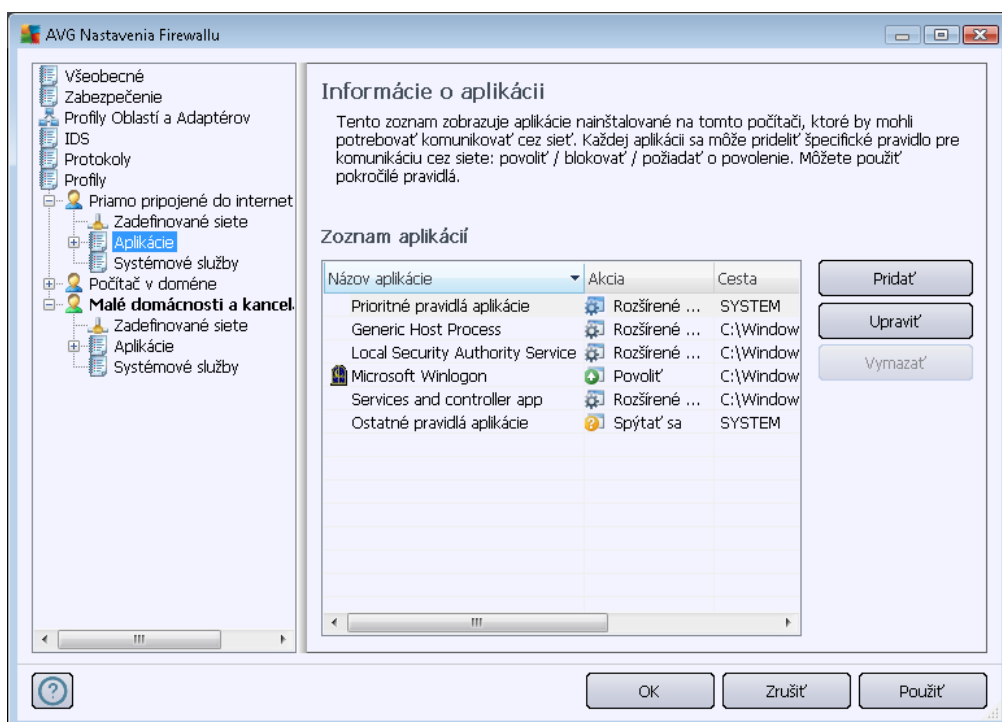 AVG Nastavenia Firewallu
Všeobecné
Zabezpečenie
Profily Oblastí a Adaptérov
IDS
Protokoly
Profily
Priamo pripojené do internet
Zadefinované siete
Aplikácie
Systémové služby
Počítač v doméne
Malé domácnosti a kancel
Zadefinované siete
Aplikácie
Systémové služby
Informácie o aplikácii
Tento zoznam zobrazuje aplikácie nainštalované na tomto počítači, ktoré by mohli
potrebovať komunikovať cez sieť. Každej aplikácii sa môže prideliť špecifické pravidlo pre
komunikáciu cez siete: povoliť / blokovať / požiadať o povolenie. Môžete použiť
pokročilé pravidlá.
Zoznam aplikácií
Názov aplikácie Akcia Cesta
Prioritné pravidlá aplikácie Rozšírené ... SYSTEM
Generic Host Process Rozšírené ... C:\Window
Local Security Authority Service Rozšírené ... C:\Window
Microsoft Winlogon Povoliť C:\Window
Services and controller app Rozšírené ... C:\Window
Ostatné pravidlá aplikácie Spýtať sa SYSTEM
Pridať
Upraviť
Vymazať
OK Zrušiť Použiť